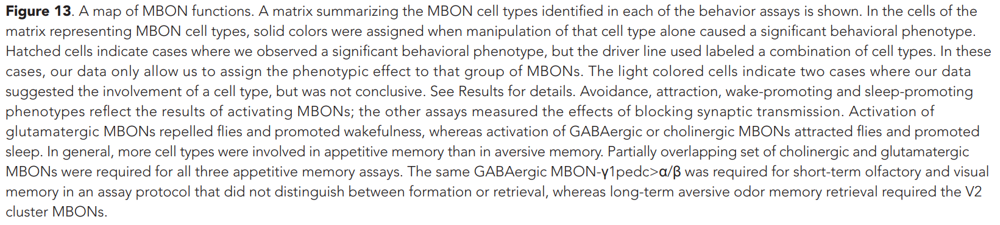 Figure 13. A map of MBON functions. A matrix summarizing the MBON cell types identified in each of the behavior assays is shown. In the cells of the
matrix representing MBON cell types, solid colors were assigned when manipulation of that cell type alone caused a significant behavioral phenotype.
Hatched cells indicate cases where we observed a significant behavioral phenotype, but the driver line used labeled a combination of cell types. In these
cases, our data only allow us to assign the phenotypic effect to that group of MBONs. The light colored cells indicate two cases where our data
suggested the involvement of a cell type, but was not conclusive. See Results for details. Avoidance, attraction, wake-promoting and sleep-promoting
phenotypes reflect the results of activating MBONs; the other assays measured the effects of blocking synaptic transmission. Activation of
glutamatergic MBONs repelled flies and promoted wakefulness, whereas activation of GABAergic or cholinergic MBONs attracted flies and promoted
sleep. In general, more cell types were involved in appetitive memory than in aversive memory. Partially overlapping set of cholinergic and glutamatergic
MBONs were required for all three appetitive memory assays. The same GABAergic MBON-γ1pedc>α/β was required for short-term olfactory and visual
memory in an assay protocol that did not distinguish between formation or retrieval, whereas long-term aversive odor memory retrieval required the V2
cluster MBONs.